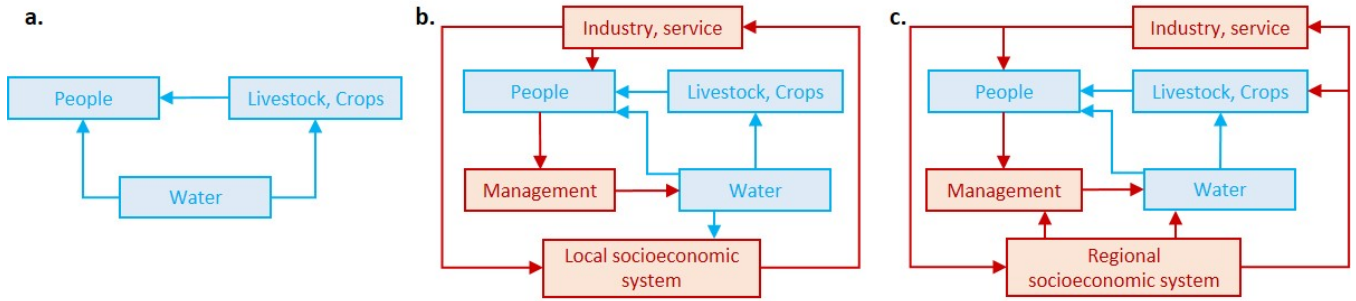 a.
People
Livestock, Crops
Water
b.
Industry, service
People
Livestock, Crops
Management
Water
Local socioeconomic
system
c.
Industry, service
People
Livestock, Crops
Management
Water
Regional
socioeconomic system